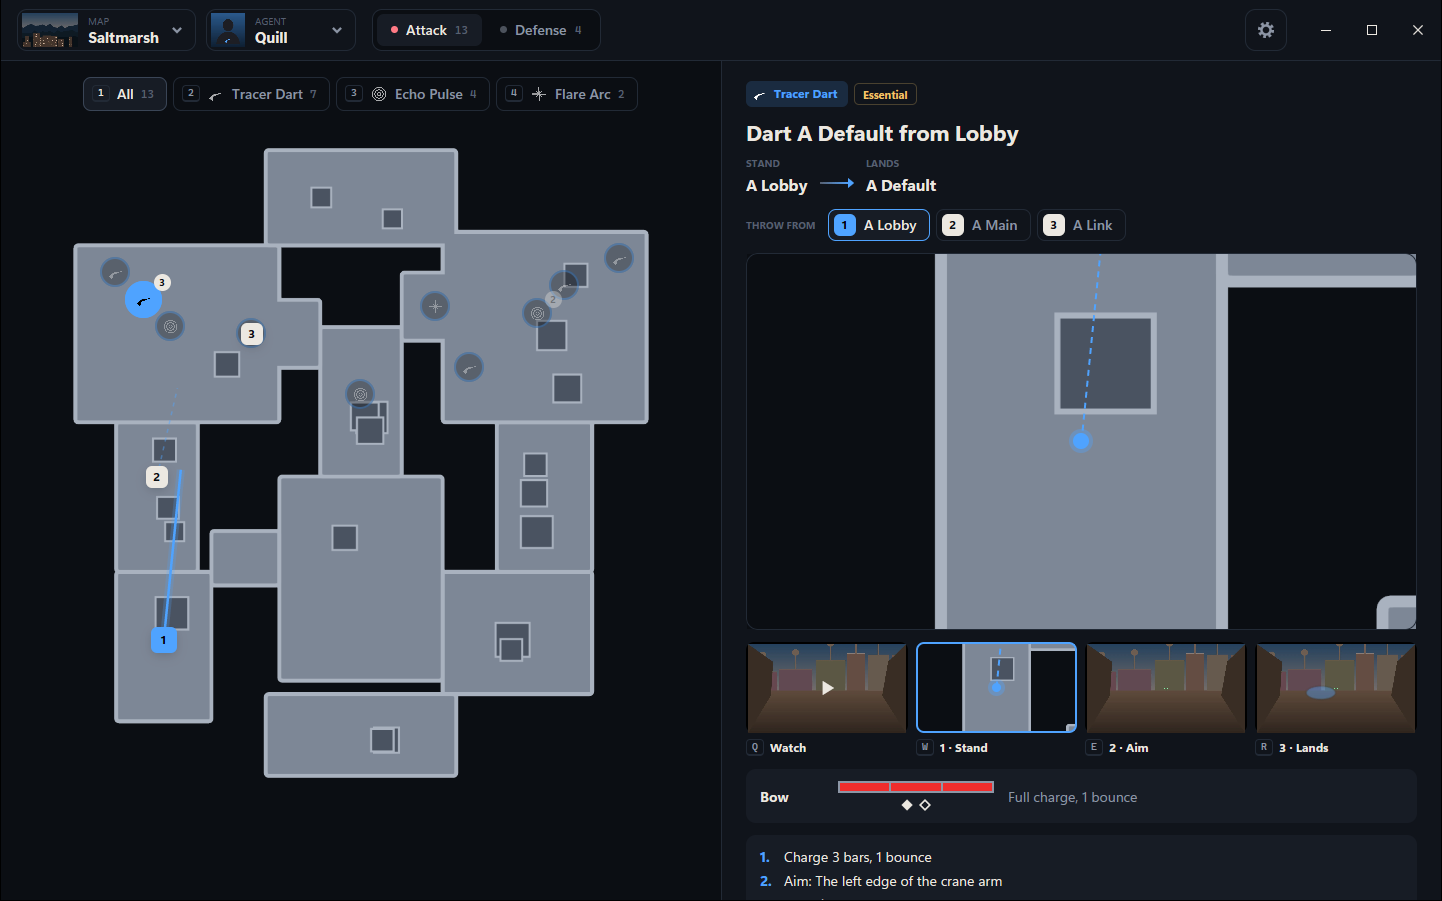 MAP
Saltmarsh
AGENT
Quill
Attack 13
Defense 4
1 All 13
2 Tracer Dart 7
3 Echo Pulse 4
4 Flare Arc 2
3
3
2
2
1
Tracer Dart
Essential
Dart A Default from Lobby
STAND
LANDS
A Lobby
A Default
THROW FROM
1 A Lobby
2 A Main
3 A Link
Q Watch
W 1 · Stand
E 2 · Aim
R 3 · Lands
Bow
Full charge, 1 bounce
1. Charge 3 bars, 1 bounce
2. Aim: The left edge of the crane arm